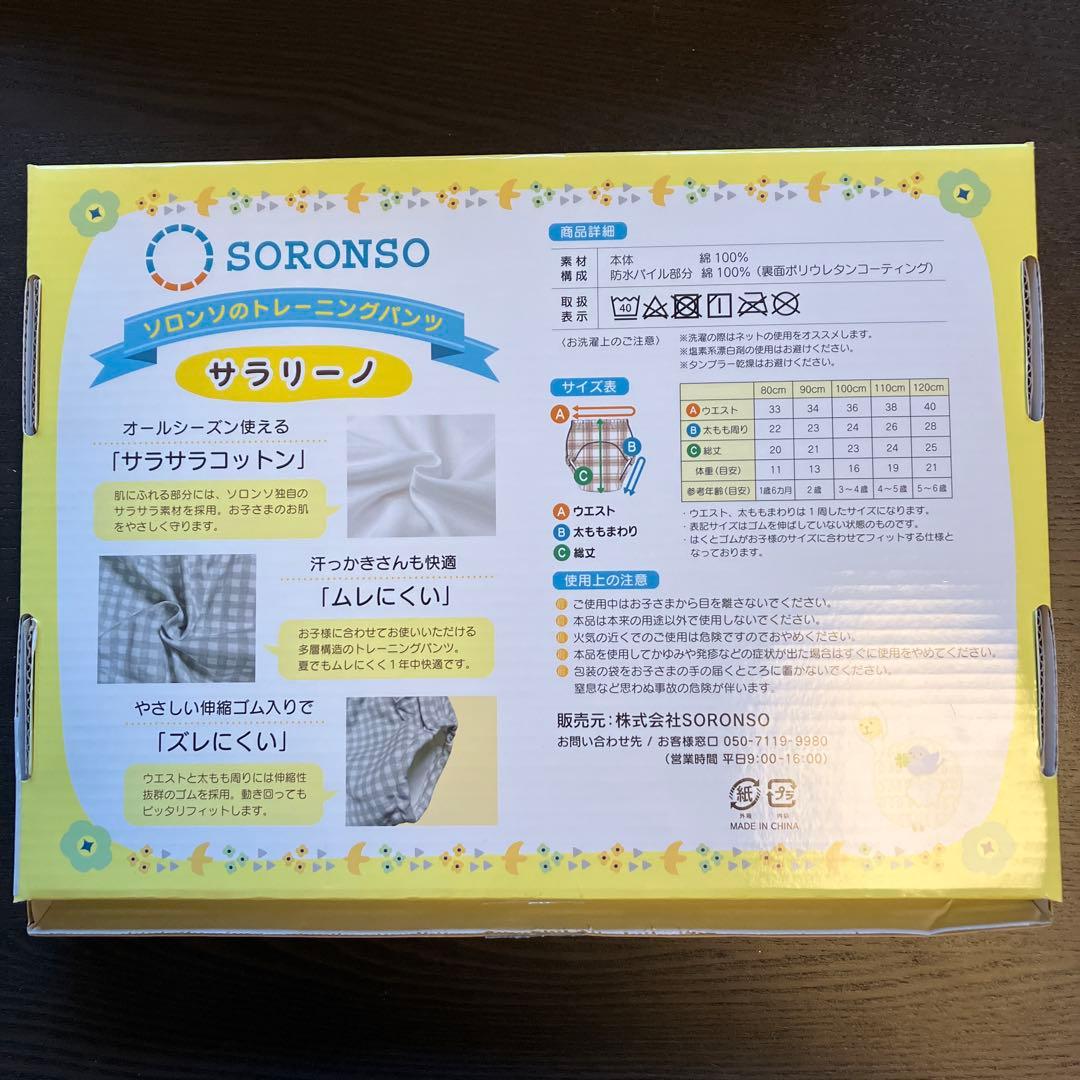 SORONSO
ソロンソのトレーニングパンツ
サラリーノ
オールシーズン使える
「サラサラコットン」
肌にふれる部分には、ソロンソ独自の
サラサラ素材を採用。お子さまのお肌
をやさしく守ります。
汗っかきさんも快適
「ムレにくい」
お子様に合わせてお使いいただける
多層構造のトレーニングパンツ。
夏でもムレにくく1年中快適です。
やさしい伸縮ゴム入りで
「ズレにくい」
ウエストと太もも周りには伸縮性
抜群のゴムを採用。動き回っても
ピッタリフィットします。
商品詳細
素材
構成
本体 綿100%
防水パイル部分 綿100%（裏面ポリウレタンコーティング）
取扱
表示
40
〈お洗濯上のご注意〉
※洗濯の際はネットの使用をオススメします。
※塩素系漂白剤の使用はお避けください。
※タンブラー乾燥はお避けください。
サイズ表
A
B
C
A ウエスト
B 太ももまわり
C 総丈
80cm 90cm 100cm 110cm 120cm
A ウエスト 33 34 36 38 40
B 太もも周り 22 23 24 26 28
C 総丈 20 21 23 24 25
体重（目安） 11 13 16 19 21
参考年齢（目安） 1歳6カ月 2歳 3~4歳 4~5歳 5~6歳
・ウエスト、太ももまわりは1周したサイズになります。
・表記サイズはゴムを伸ばしていない状態のものです。
・はくとゴムがお子様のサイズに合わせてフィットする仕様と
なっております。
使用上の注意
ご使用中はお子さまから目を離さないでください。
本品は本来の用途以外で使用しないでください。
火気の近くでのご使用は危険ですのでおやめください。
本品を使用してかゆみや発疹などの症状が出た場合はすぐに使用をやめてください。
包装の袋をお子さまの手の届くところに置かないでください。
窒息など思わぬ事故の危険が伴います。
販売元：株式会社SORONSO
お問い合わせ先 / お客様窓口 050-7119-9980
（営業時間 平日9:00-16:00）
紙 プラ
外箱 内袋
MADE IN CHINA